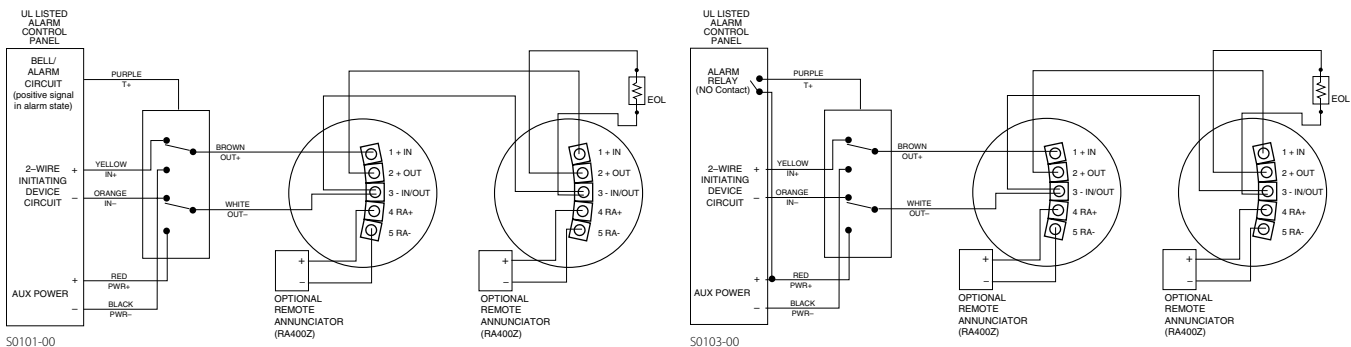 UL LISTED
ALARM
CONTROL
PANEL
BELL/
ALARM
CIRCUIT
(positive signal
in alarm state)
PURPLE
T+
2–WIRE
INITIATING
DEVICE
CIRCUIT
+
–
YELLOW
IN+
ORANGE
IN–
BROWN
OUT+
WHITE
OUT–
AUX POWER
+
–
RED
PWR+
BLACK
PWR–
1 + IN
2 + OUT
3 - IN/OUT
4 RA+
5 RA-
+
–
OPTIONAL
REMOTE
ANNUNCIATOR
(RA400Z)
1 + IN
2 + OUT
3 - IN/OUT
4 RA+
5 RA-
+
–
OPTIONAL
REMOTE
ANNUNCIATOR
(RA400Z)
EOL
S0101-00
UL LISTED
ALARM
CONTROL
PANEL
ALARM
RELAY
(NO Contact)
PURPLE
T+
2–WIRE
INITIATING
DEVICE
CIRCUIT
+
–
YELLOW
IN+
ORANGE
IN–
BROWN
OUT+
WHITE
OUT–
AUX POWER
+
–
RED
PWR+
BLACK
PWR–
1 + IN
2 + OUT
3 - IN/OUT
4 RA+
5 RA-
+
–
OPTIONAL
REMOTE
ANNUNCIATOR
(RA400Z)
1 + IN
2 + OUT
3 - IN/OUT
4 RA+
5 RA-
+
–
OPTIONAL
REMOTE
ANNUNCIATOR
(RA400Z)
EOL
S0103-00